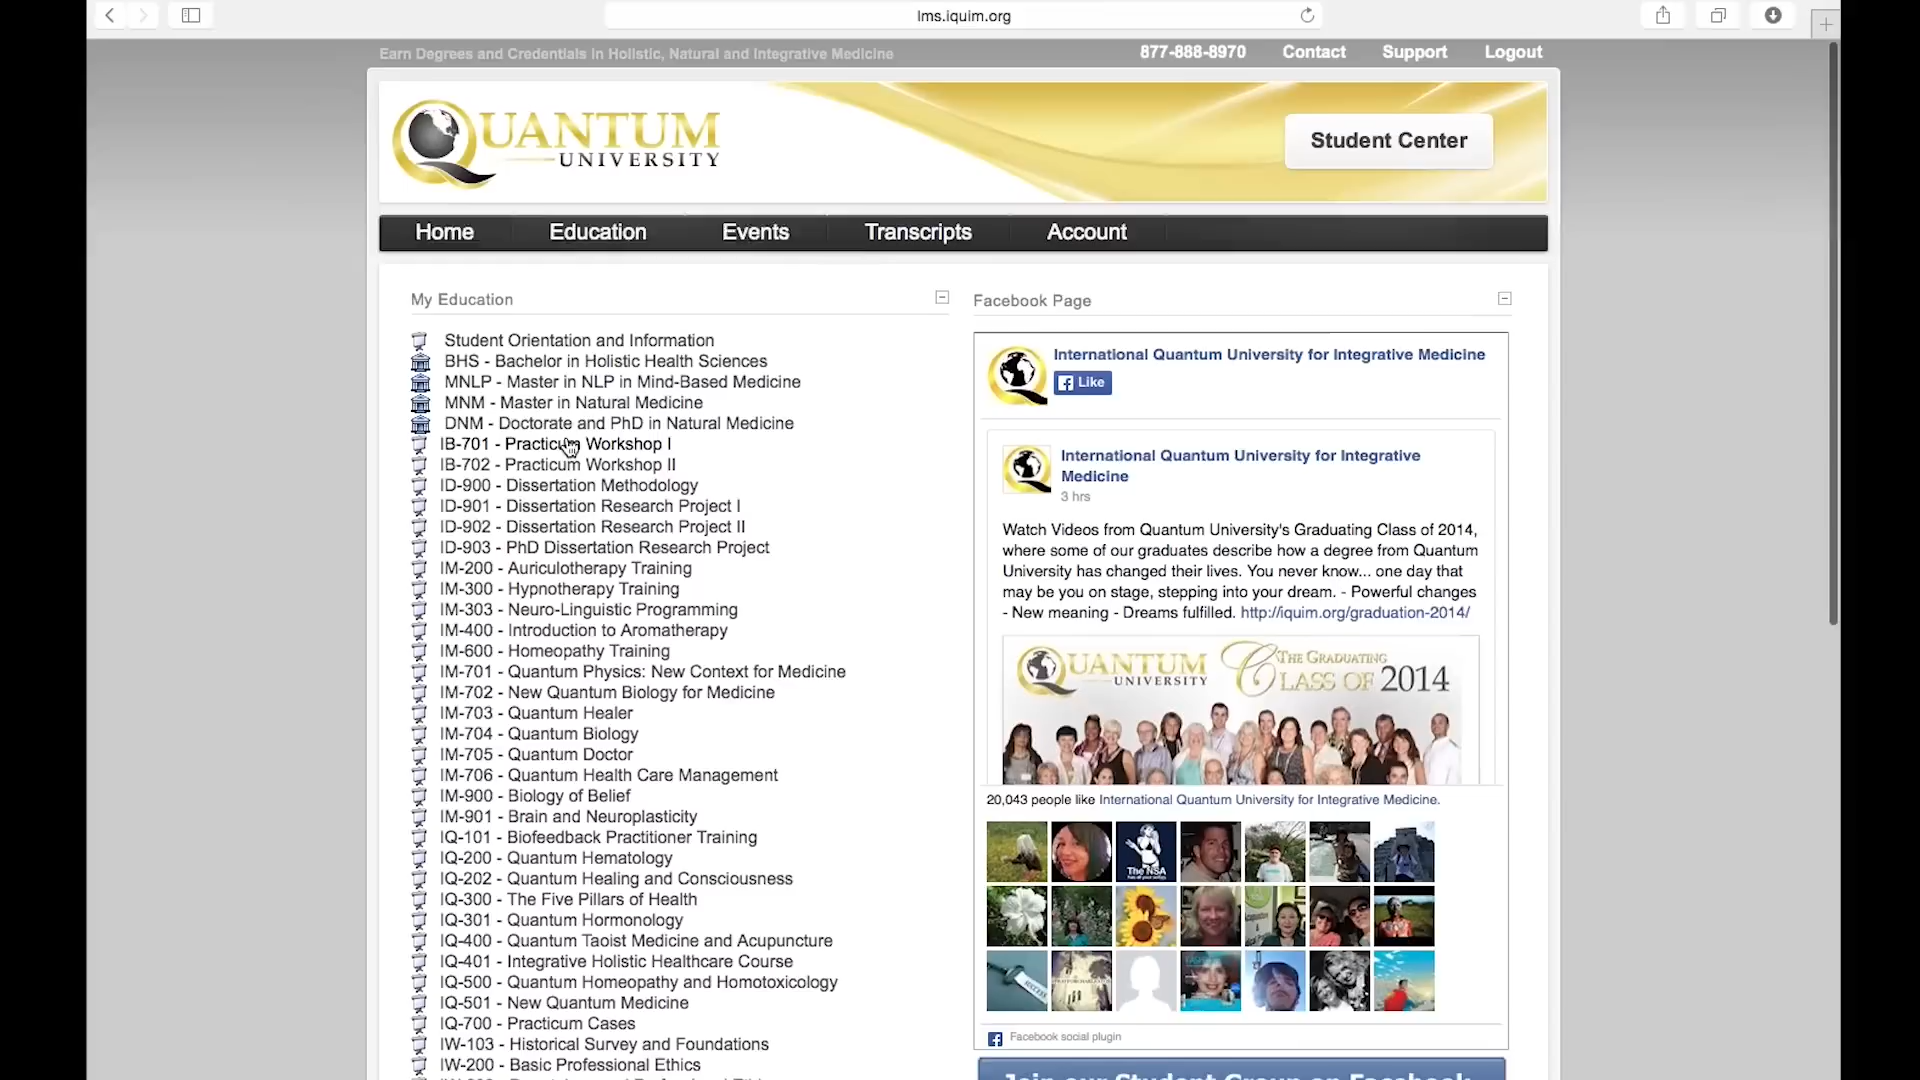 lms.iquim.org
Earn Degrees and Credentials in Holistic, Natural and Integrative Medicine
877-888-8970 Contact Support Logout
QUANTUM
UNIVERSITY
Student Center
Home Education Events Transcripts Account
My Education
Student Orientation and Information
BHS - Bachelor in Holistic Health Sciences
MNLP - Master in NLP in Mind-Based Medicine
MNM - Master in Natural Medicine
DNM - Doctorate and PhD in Natural Medicine
IB-701 - Practicum Workshop I
IB-702 - Practicum Workshop II
ID-900 - Dissertation Methodology
ID-901 - Dissertation Research Project I
ID-902 - Dissertation Research Project II
ID-903 - PhD Dissertation Research Project
IM-200 - Auriculotherapy Training
IM-300 - Hypnotherapy Training
IM-303 - Neuro-Linguistic Programming
IM-400 - Introduction to Aromatherapy
IM-600 - Homeopathy Training
IM-701 - Quantum Physics: New Context for Medicine
IM-702 - New Quantum Biology for Medicine
IM-703 - Quantum Healer
IM-704 - Quantum Biology
IM-705 - Quantum Doctor
IM-706 - Quantum Health Care Management
IM-900 - Biology of Belief
IM-901 - Brain and Neuroplasticity
IQ-101 - Biofeedback Practitioner Training
IQ-200 - Quantum Hematology
IQ-202 - Quantum Healing and Consciousness
IQ-300 - The Five Pillars of Health
IQ-301 - Quantum Hormonology
IQ-400 - Quantum Taoist Medicine and Acupuncture
IQ-401 - Integrative Holistic Healthcare Course
IQ-500 - Quantum Homeopathy and Homotoxicology
IQ-501 - New Quantum Medicine
IQ-700 - Practicum Cases
IW-103 - Historical Survey and Foundations
IW-200 - Basic Professional Ethics
Facebook Page
International Quantum University for Integrative Medicine
Like
International Quantum University for Integrative
Medicine
3 hrs
Watch Videos from Quantum University's Graduating Class of 2014,
where some of our graduates describe how a degree from Quantum
University has changed their lives. You never know... one day that
may be you on stage, stepping into your dream. - Powerful changes
- New meaning - Dreams fulfilled. http://iquim.org/graduation-2014/
QUANTUM
UNIVERSITY
THE GRADUATING
CLASS OF 2014
20,043 people like International Quantum University for Integrative Medicine.
The NSA
SUCCESS
Facebook social plugin
Join our Student Group on Facebook